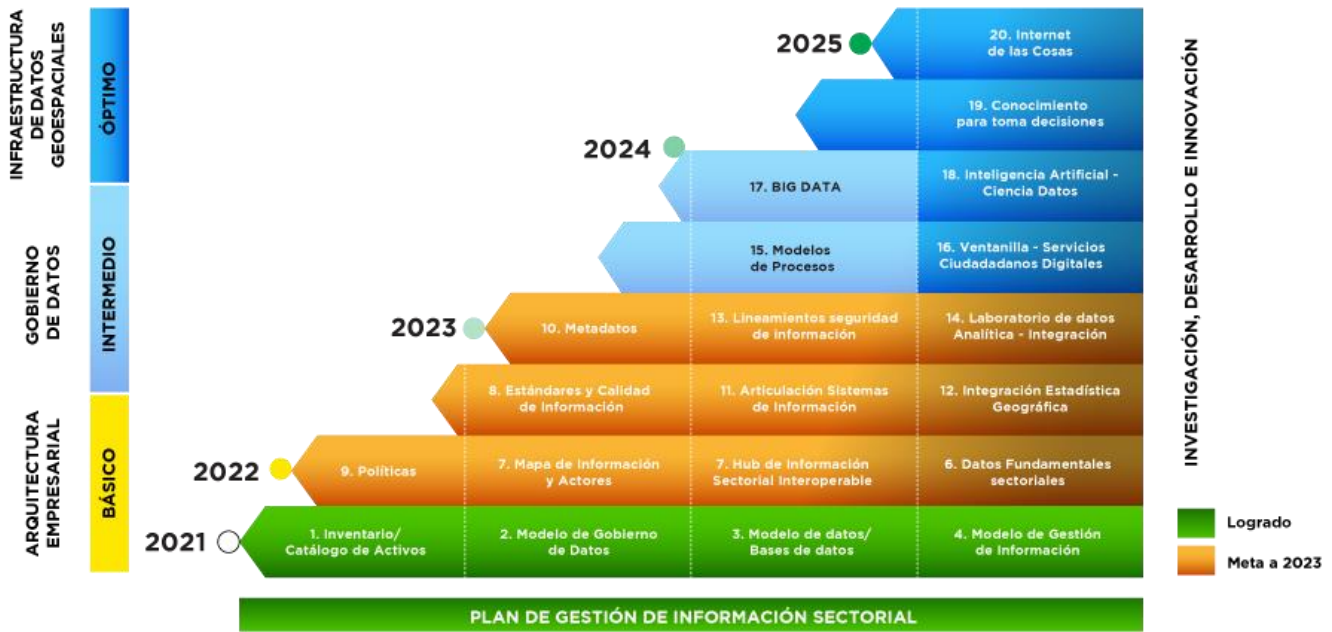 INFRAESTRUCTURA
DE DATOS
GEOESPACIALES
ÓPTIMO
GOBIERNO
DE DATOS
INTERMEDIO
ARQUITECTURA
EMPRESARIAL
BÁSICO
2025
20. Internet
de las Cosas
19. Conocimiento
para toma decisiones
2024
17. BIG DATA
18. Inteligencia Artificial -
Ciencia Datos
15. Modelos
de Procesos
16. Ventanilla - Servicios
Ciudadadanos Digitales
2023
10. Metadatos
13. Lineamientos seguridad
de información
14. Laboratorio de datos
Analítica - Integración
8. Estándares y Calidad
de Información
11. Articulación Sistemas
de Información
12. Integración Estadística
Geográfica
2022
9. Políticas
7. Mapa de Información
y Actores
7. Hub de Información
Sectorial Interoperable
6. Datos Fundamentales
sectoriales
2021
1. Inventario/
Catálogo de Activos
2. Modelo de Gobierno
de Datos
3. Modelo de datos/
Bases de datos
4. Modelo de Gestión
de Información
PLAN DE GESTIÓN DE INFORMACIÓN SECTORIAL
INVESTIGACIÓN, DESARROLLO E INNOVACIÓN
Logrado
Meta a 2023